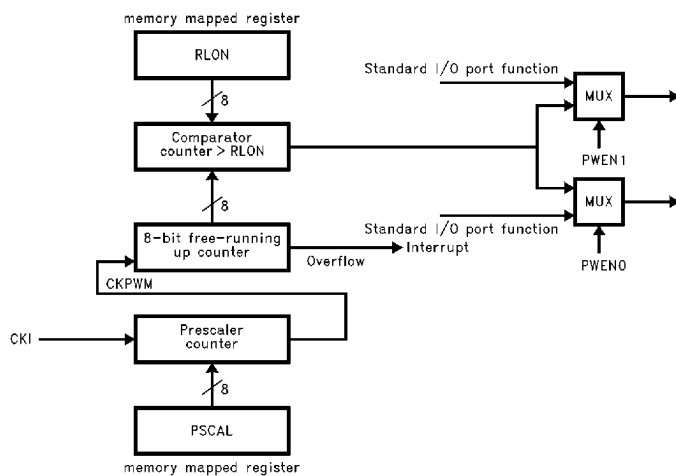 memory mapped register
RLON
8
Standard I/O port function
MUX
Comparator
counter > RLON
PWEN1
8
MUX
8-bit free-running
up counter
Standard I/O port function
Interrupt
Overflow
PWEN0
CKPWM
CKI
Prescaler
counter
8
PSCAL
memory mapped register